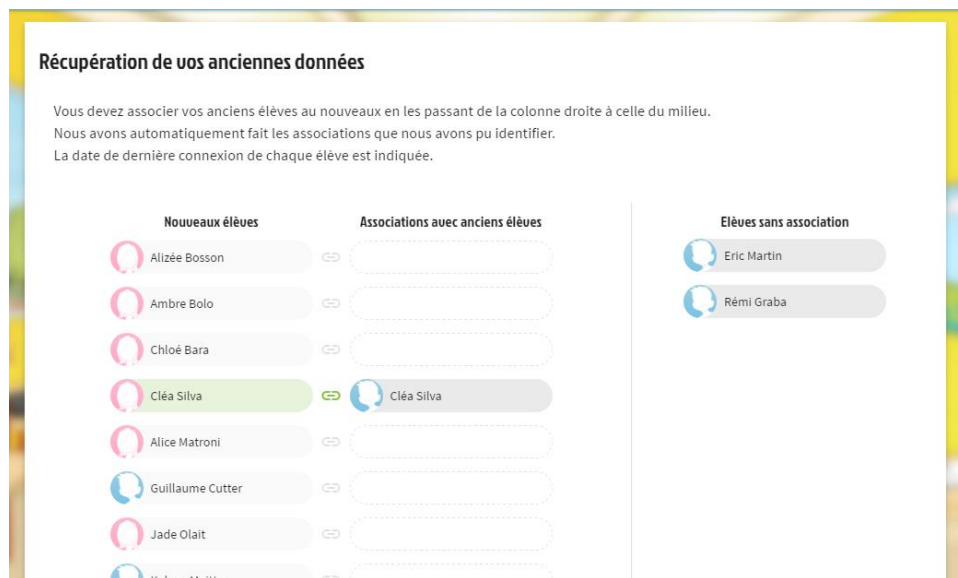 Récupération de vos anciennes données
Vous devez associer vos anciens élèves au nouveaux en les passant de la colonne droite à celle du milieu.
Nous avons automatiquement fait les associations que nous avons pu identifier.
La date de dernière connexion de chaque élève est indiquée.
Nouveaux élèves
Associations avec anciens élèves
Elèves sans association
Alizée Bosson
Eric Martin
Ambre Bolo
Rémi Graba
Chloé Bara
Cléa Silva
Cléa Silva
Alice Matroni
Guillaume Cutter
Jade Olait